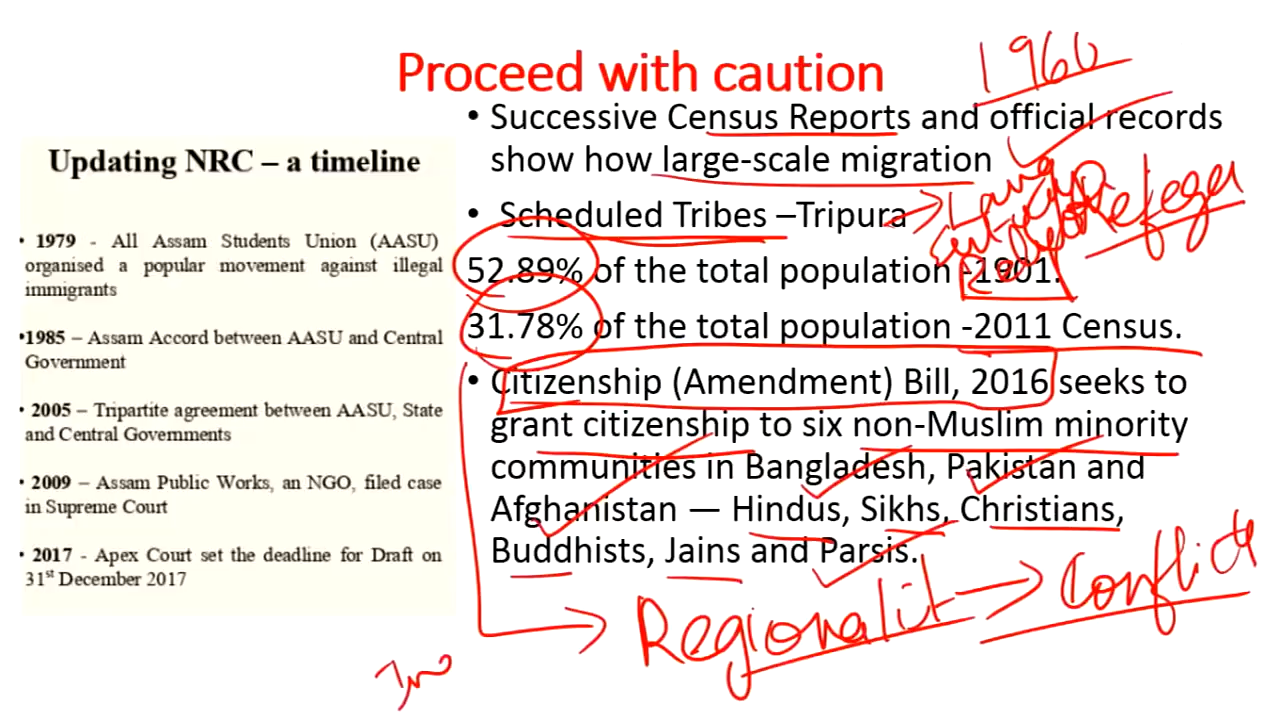 Proceed with caution
1960
• Successive Census Reports and official records
show how large-scale migration
• Scheduled Tribes –Tripura
52.89% of the total population -1901.
31.78% of the total population -2011 Census.
• Citizenship (Amendment) Bill, 2016 seeks to
grant citizenship to six non-Muslim minority
communities in Bangladesh, Pakistan and
Afghanistan — Hindus, Sikhs, Christians,
Buddhists, Jains and Parsis.
Conflict
Updating NRC – a timeline
• 1979 - All Assam Students Union (AASU)
organised a popular movement against illegal
immigrants
•1985 – Assam Accord between AASU and Central
Government
• 2005 – Tripartite agreement between AASU, State
and Central Governments
• 2009 – Assam Public Works, an NGO, filed case
in Supreme Court
• 2017 - Apex Court set the deadline for Draft on
31st December 2017